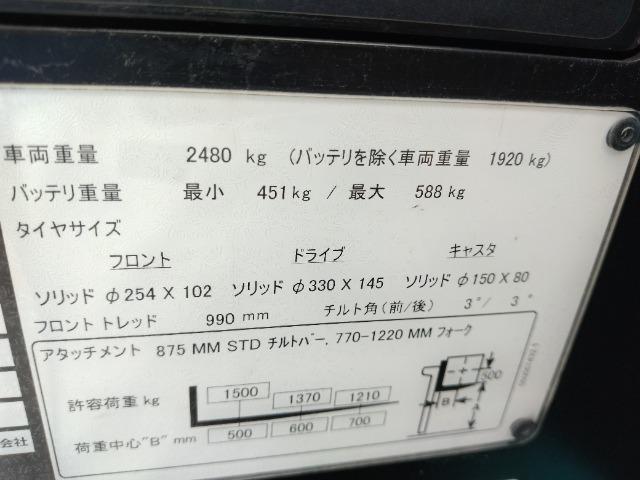 車両重量 2480 kg (バッテリを除く車両重量 1920 kg)
バッテリ重量 最小 451 kg / 最大 588 kg
タイヤサイズ
フロント ドライブ キャスタ
ソリッド φ254 X 102 ソリッド φ330 X 145 ソリッド φ150 X 80
フロント トレッド 990 mm チルト角(前/後) 3°/ 3°
アタッチメント 875 MM STD チルトバー, 770-1220 MM フォーク
許容荷重 kg 1500 1370 1210
荷重中心"B" mm 500 600 700
500
B
A
会社